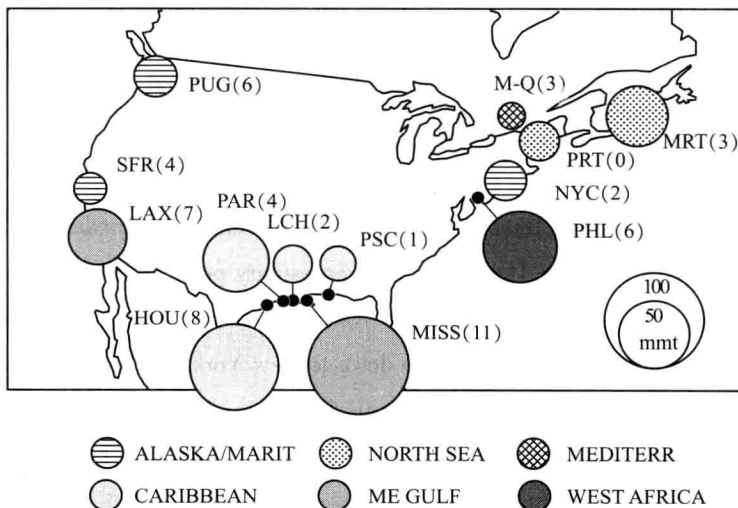 PUG(6)
M-Q(3)
MRT(3)
PRT(0)
SFR(4)
NYC(2)
PAR(4)
LCH(2)
LAX(7)
PSC(1)
PHL(6)
HOU(8)
MISS(11)
100
50
mmt
ALASKA/MARIT
NORTH SEA
MEDITERR
CARIBBEAN
ME GULF
WEST AFRICA